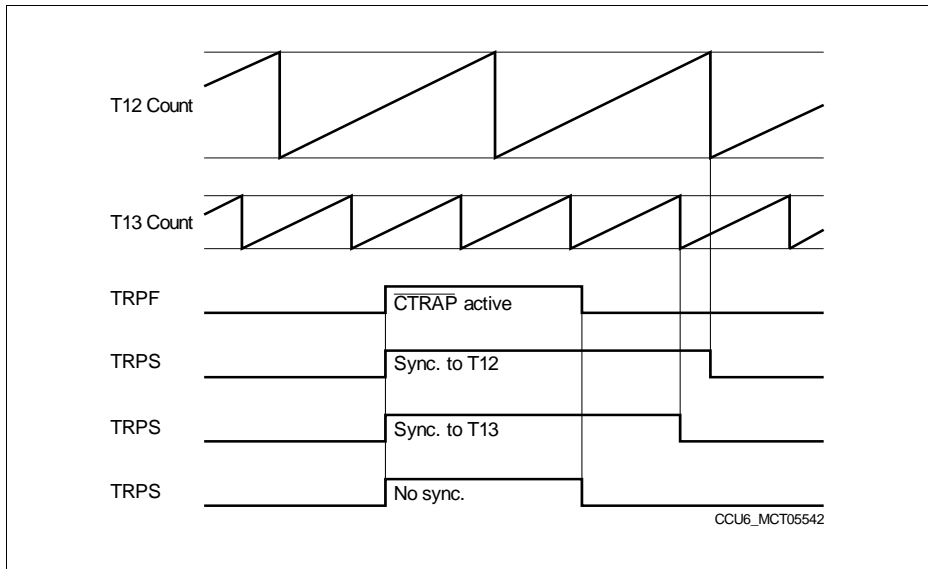 T12 Count
T13 Count
TRPF
CTRAP active
TRPS
Sync. to T12
TRPS
Sync. to T13
TRPS
No sync.
CCU6_MCT05542